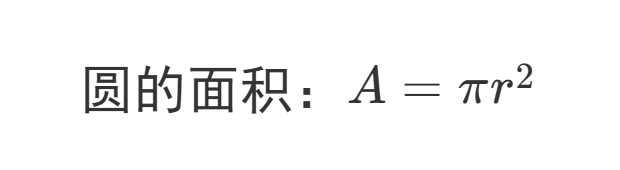 圆的面积：A = πr²